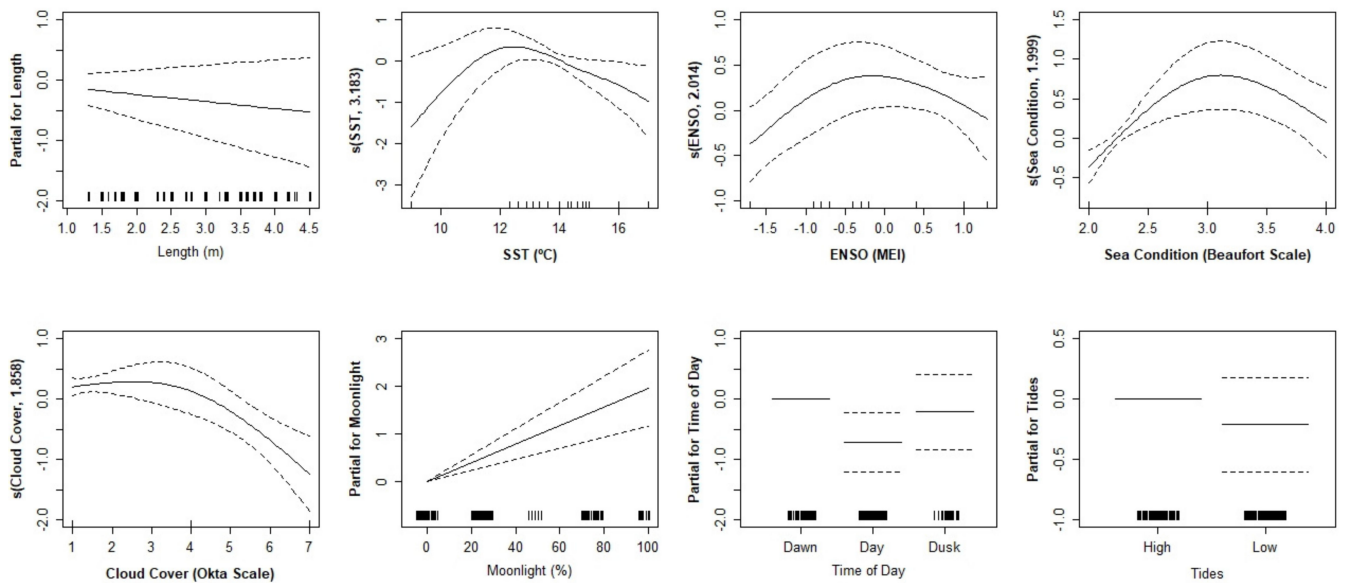 Partial for Length
1.0
0.0
-1.0
-2.0
1.0 1.5 2.0 2.5 3.0 3.5 4.0 4.5
Length (m)
s(SST, 3.183)
1
0
-1
-2
-3
10 12 14 16
SST (ºC)
s(ENSO, 2.014)
1.0
0.5
0.0
-0.5
-1.0
-1.5 -1.0 -0.5 0.0 0.5 1.0
ENSO (MEI)
s(Sea Condition, 1.999)
1.5
1.0
0.5
0.0
-0.5
2.0 2.5 3.0 3.5 4.0
Sea Condition (Beaufort Scale)
s(Cloud Cover, 1.858)
1.0
0.0
-1.0
-2.0
1 2 3 4 5 6 7
Cloud Cover (Okta Scale)
Partial for Moonlight
3
2
1
0
0 20 40 60 80 100
Moonlight (%)
Partial for Time of Day
1.0
0.0
-1.0
-2.0
Dawn Day Dusk
Time of Day
Partial for Tides
0.5
0.0
-0.5
-1.0
High Low
Tides